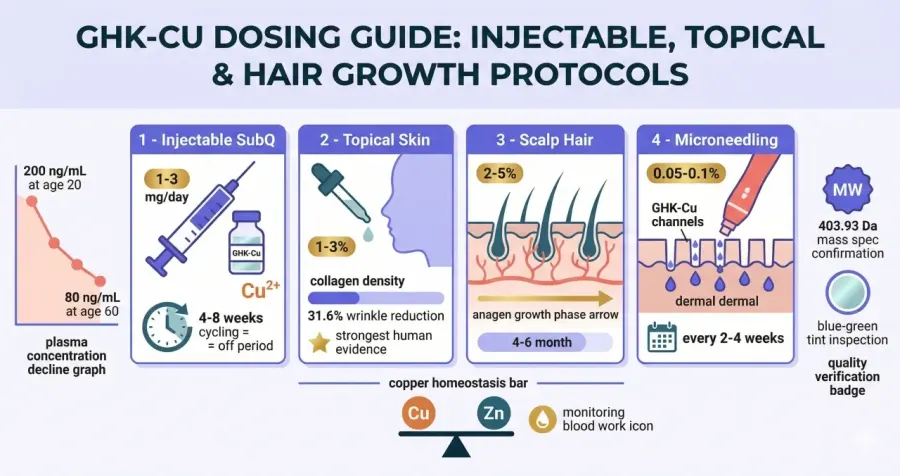 GHK-CU DOSING GUIDE: INJECTABLE, TOPICAL
& HAIR GROWTH PROTOCOLS
200 ng/mL
at age 20
80 ng/mL
at age 60
plasma
concentration
decline graph
1 - Injectable SubQ
1-3
mg/day
GHK-Cu
Cu2+
4-8 weeks
cycling =
= off period
2 - Topical Skin
1-3%
collagen density
31.6% wrinkle reduction
strongest human
evidence
3 - Scalp Hair
2-5%
anagen growth phase arrow
4-6 month
4 - Microneedling
0.05-0.1%
GHK-Cu
channels
dermal dermal
every 2-4 weeks
MW
403.93 Da
mass spec
confirmation
blue-green
tint inspection
quality
verification
badge
copper homeostasis bar
Cu
Zn
monitoring
blood work icon